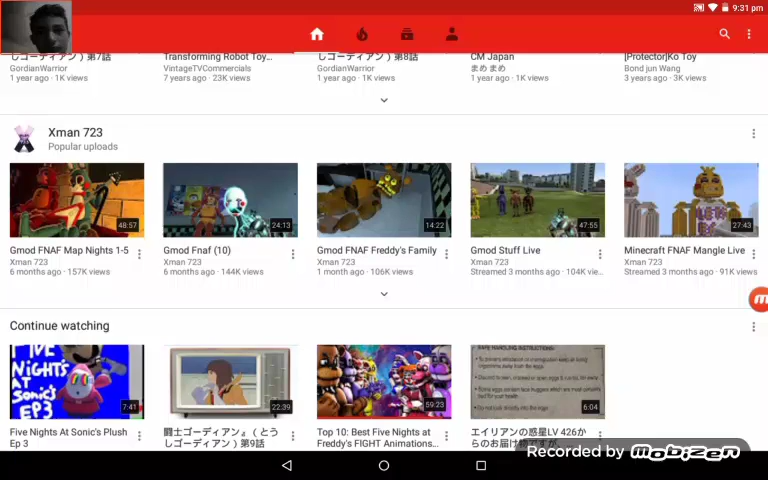 9:31 pm
しゴーディアン）第7話
Transforming Robot Toy...
しゴーディアン）第8話
CM Japan
[Protector]Ko Toy
GordianWarrior
VintageTVCommercials
GordianWarrior
まめ まめ
Bond jun Wang
1 year ago · 1K views
7 years ago · 23K views
1 year ago · 1K views
1 year ago · 1K views
3 years ago · 3K views
Xman 723
Popular uploads
48:57
24:13
14:22
47:55
27:43
Gmod FNAF Map Nights 1-5
Gmod Fnaf (10)
Gmod FNAF Freddy's Family
Gmod Stuff Live
Minecraft FNAF Mangle Live
Xman 723
Xman 723
Xman 723
Xman 723
Xman 723
6 months ago · 157K views
6 months ago · 144K views
1 month ago · 106K views
Streamed 3 months ago · 104K vie...
Streamed 3 months ago · 91K views
Continue watching
FIVE
NiGHTS
AT
SONIC'S
EP3
7:41
22:39
59:23
6:04
Five Nights At Sonic's Plush
Ep 3
闘士ゴーディアン』（とう
しゴーディアン）第9話
Top 10: Best Five Nights at
Freddy's FIGHT Animations...
エイリアンの惑星LV 426か
らのお届け物ですが、
Recorded by MOBIZEN